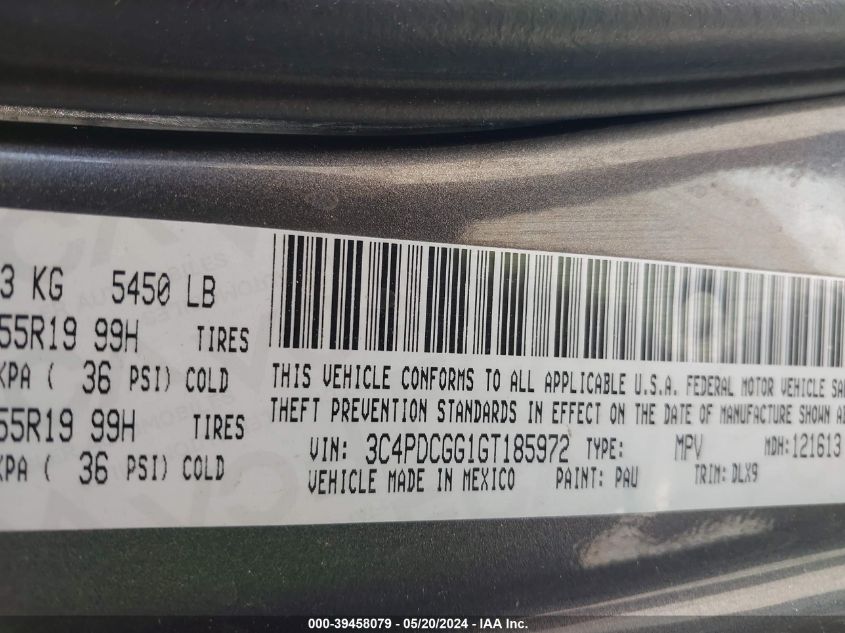 3 KG 5450 LB
55R19 99H TIRES
KPA ( 36 PSI) COLD
55R19 99H TIRES
KPA ( 36 PSI) COLD
THIS VEHICLE CONFORMS TO ALL APPLICABLE U.S.A. FEDERAL MOTOR VEHICLE SA
THEFT PREVENTION STANDARDS IN EFFECT ON THE DATE OF MANUFACTURE SHOWN A
VIN: 3C4PDCGG1GT185972 TYPE: MPV MDH:121613
VEHICLE MADE IN MEXICO PAINT: PAU TRIM: DLX9
000-39458079 — 05/20/2024 - IAA Inc.